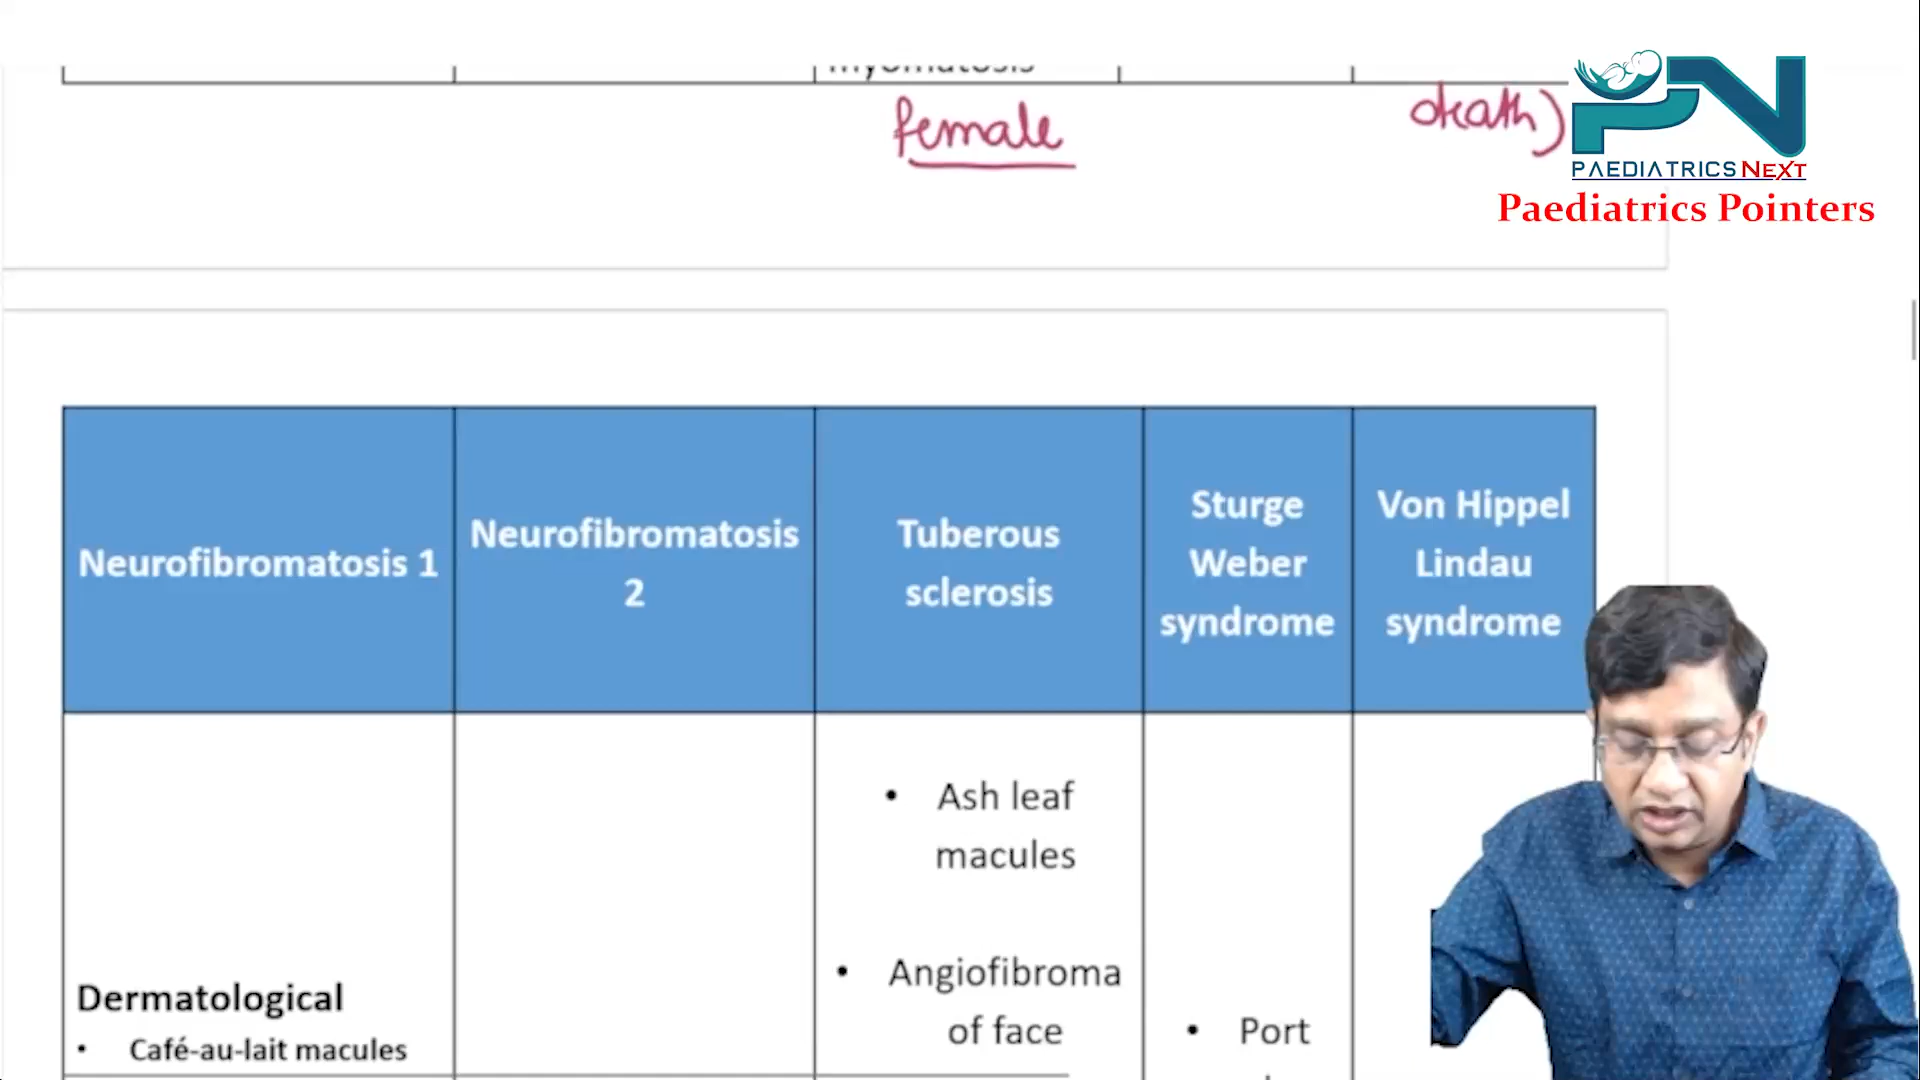 myomatosis
female
death)
PAEDIATRICS NEXT
Paediatrics Pointers
Neurofibromatosis 1
Neurofibromatosis
2
Tuberous
sclerosis
Sturge
Weber
syndrome
Von Hippel
Lindau
syndrome
Dermatological
• Café-au-lait macules
• Ash leaf
macules
• Angiofibroma
of face
• Port